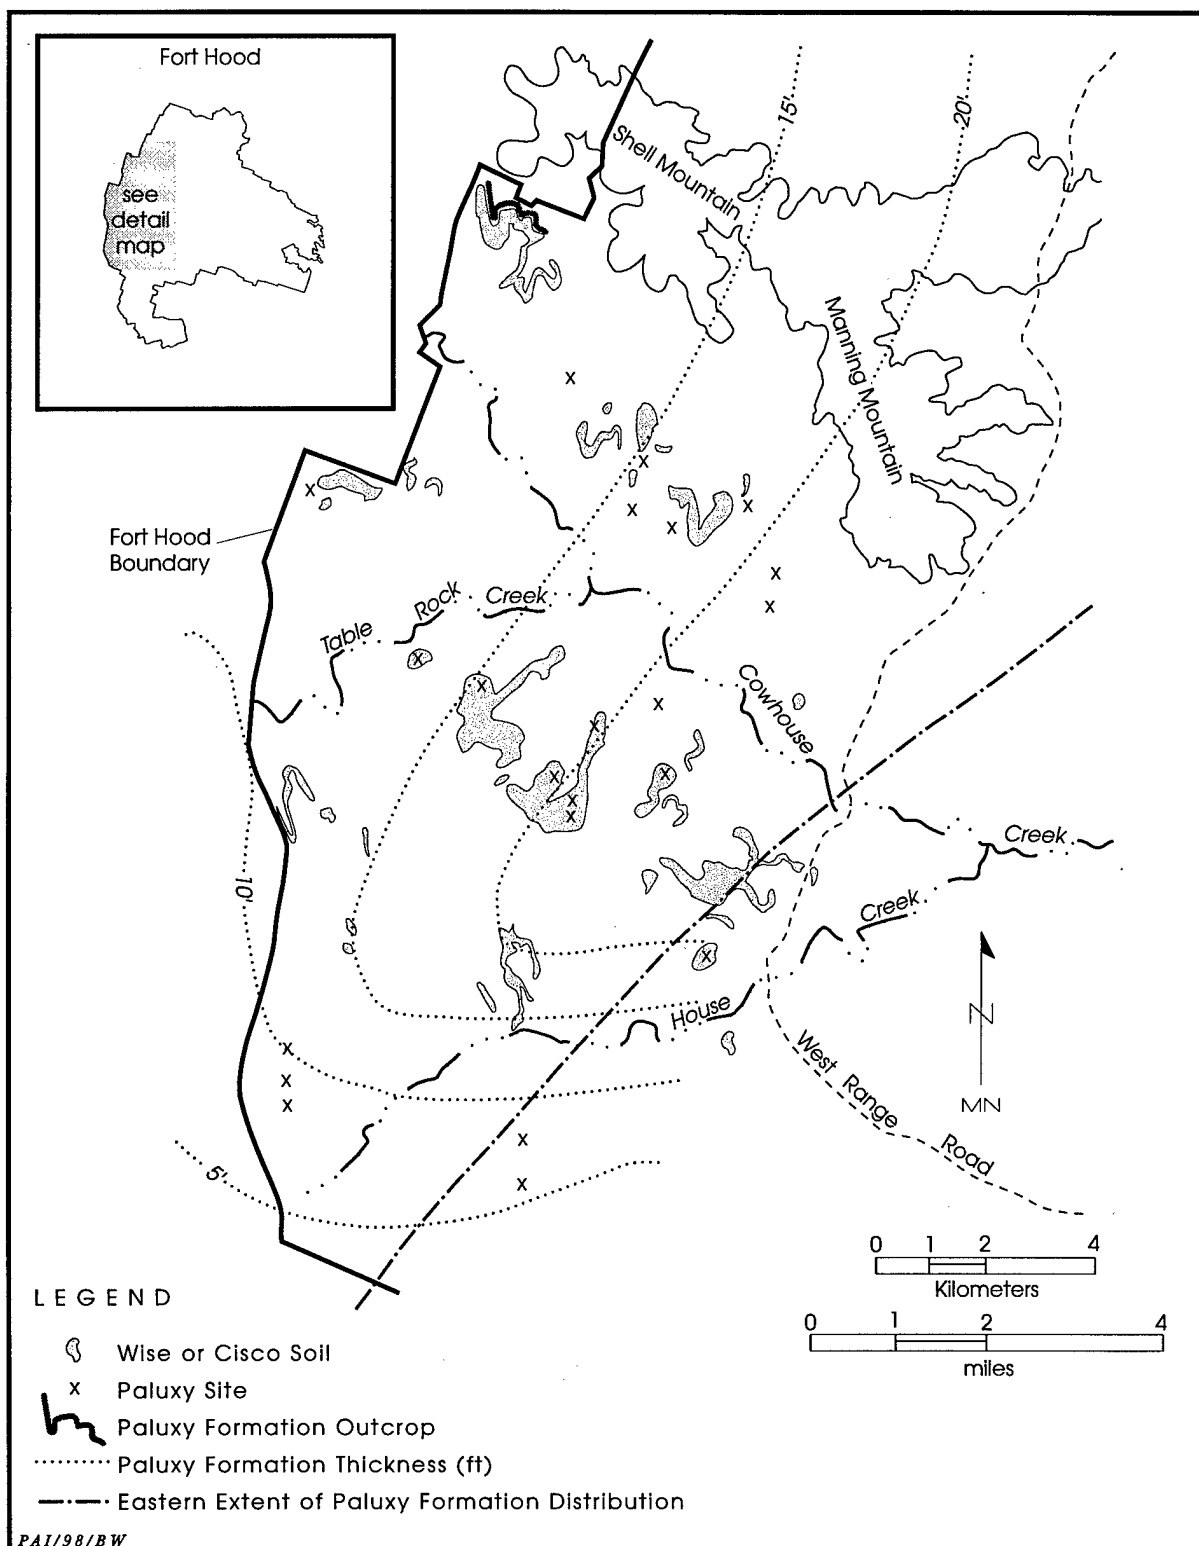 Fort Hood
see
detail
map
Shell Mountain
15'
20'
Manning Mountain
Fort Hood
Boundary
Table Rock Creek
Cowhouse
Creek
Creek
House
10'
5'
West Range Road
N
MN
0 1 2 4
Kilometers
0 1 2 4
miles
LEGEND
Wise or Cisco Soil
x Paluxy Site
Paluxy Formation Outcrop
Paluxy Formation Thickness (ft)
Eastern Extent of Paluxy Formation Distribution
PAI/98/BW